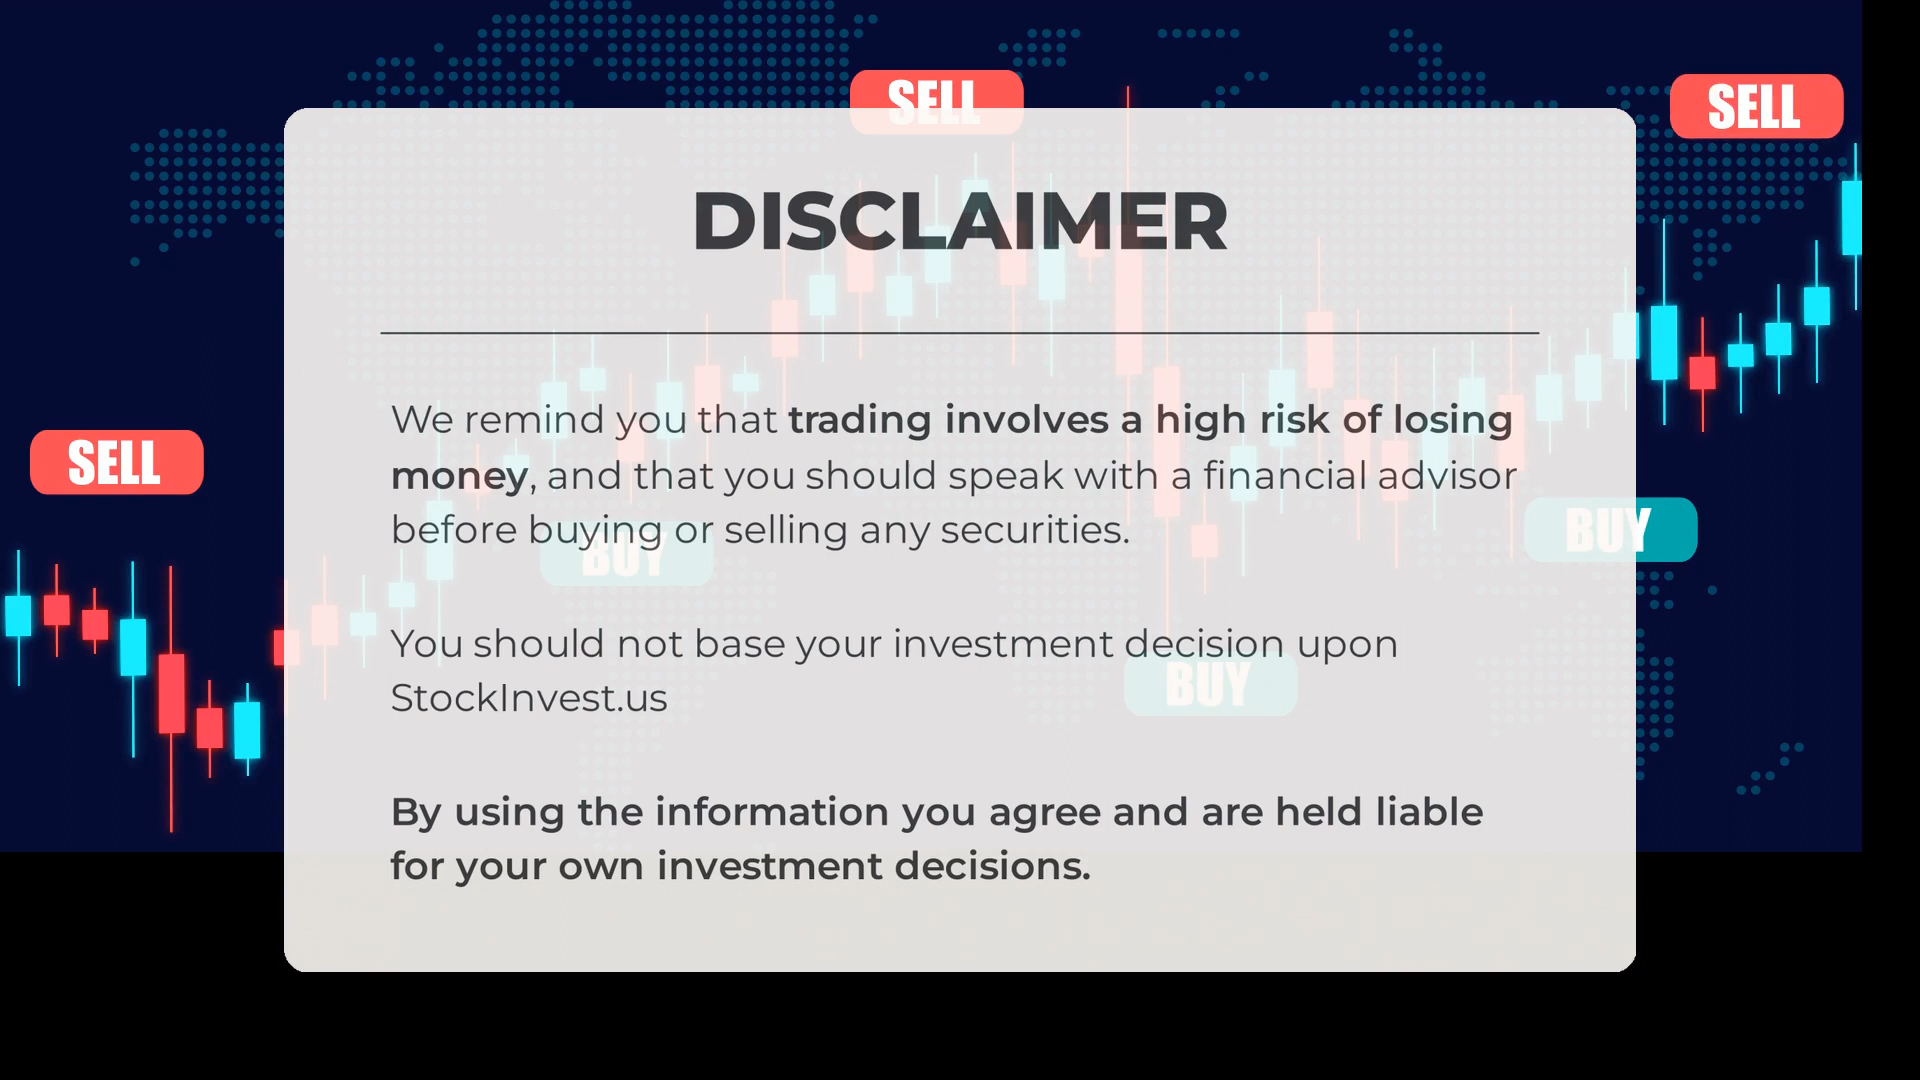 SELL
SELL
DISCLAIMER
We remind you that trading involves a high risk of losing
money, and that you should speak with a financial advisor
before buying or selling any securities.
SELL
BUY
BUY
You should not base your investment decision upon
StockInvest.us
BUY
By using the information you agree and are held liable
for your own investment decisions.